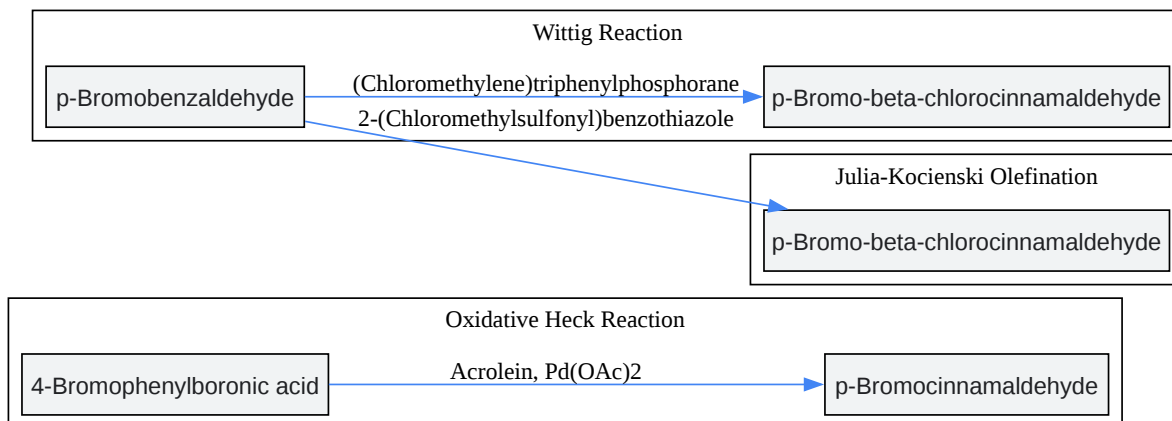 Wittig Reaction
p-Bromobenzaldehyde
(Chloromethylene)triphenylphosphorane
p-Bromo-beta-chlorocinnamaldehyde
2-(Chloromethylsulfonyl)benzothiazole
Julia-Kocienski Olefination
p-Bromo-beta-chlorocinnamaldehyde
Oxidative Heck Reaction
4-Bromophenylboronic acid
Acrolein, Pd(OAc)2
p-Bromocinnamaldehyde